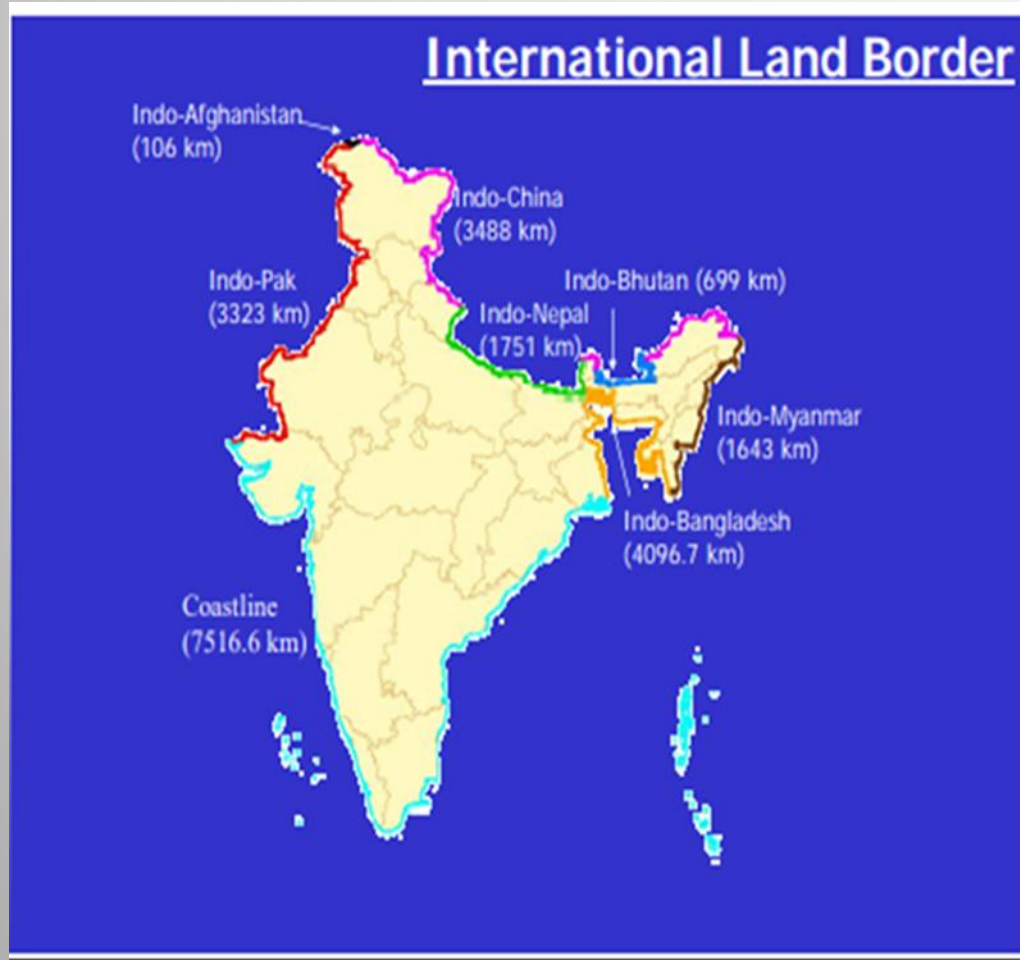 International Land Border
Indo-Afghanistan
(106 km)
Indo-China
(3488 km)
Indo-Pak
(3323 km)
Indo-Bhutan (699 km)
Indo-Nepal
(1751 km)
Indo-Myanmar
(1643 km)
Indo-Bangladesh
(4096.7 km)
Coastline
(7516.6 km)